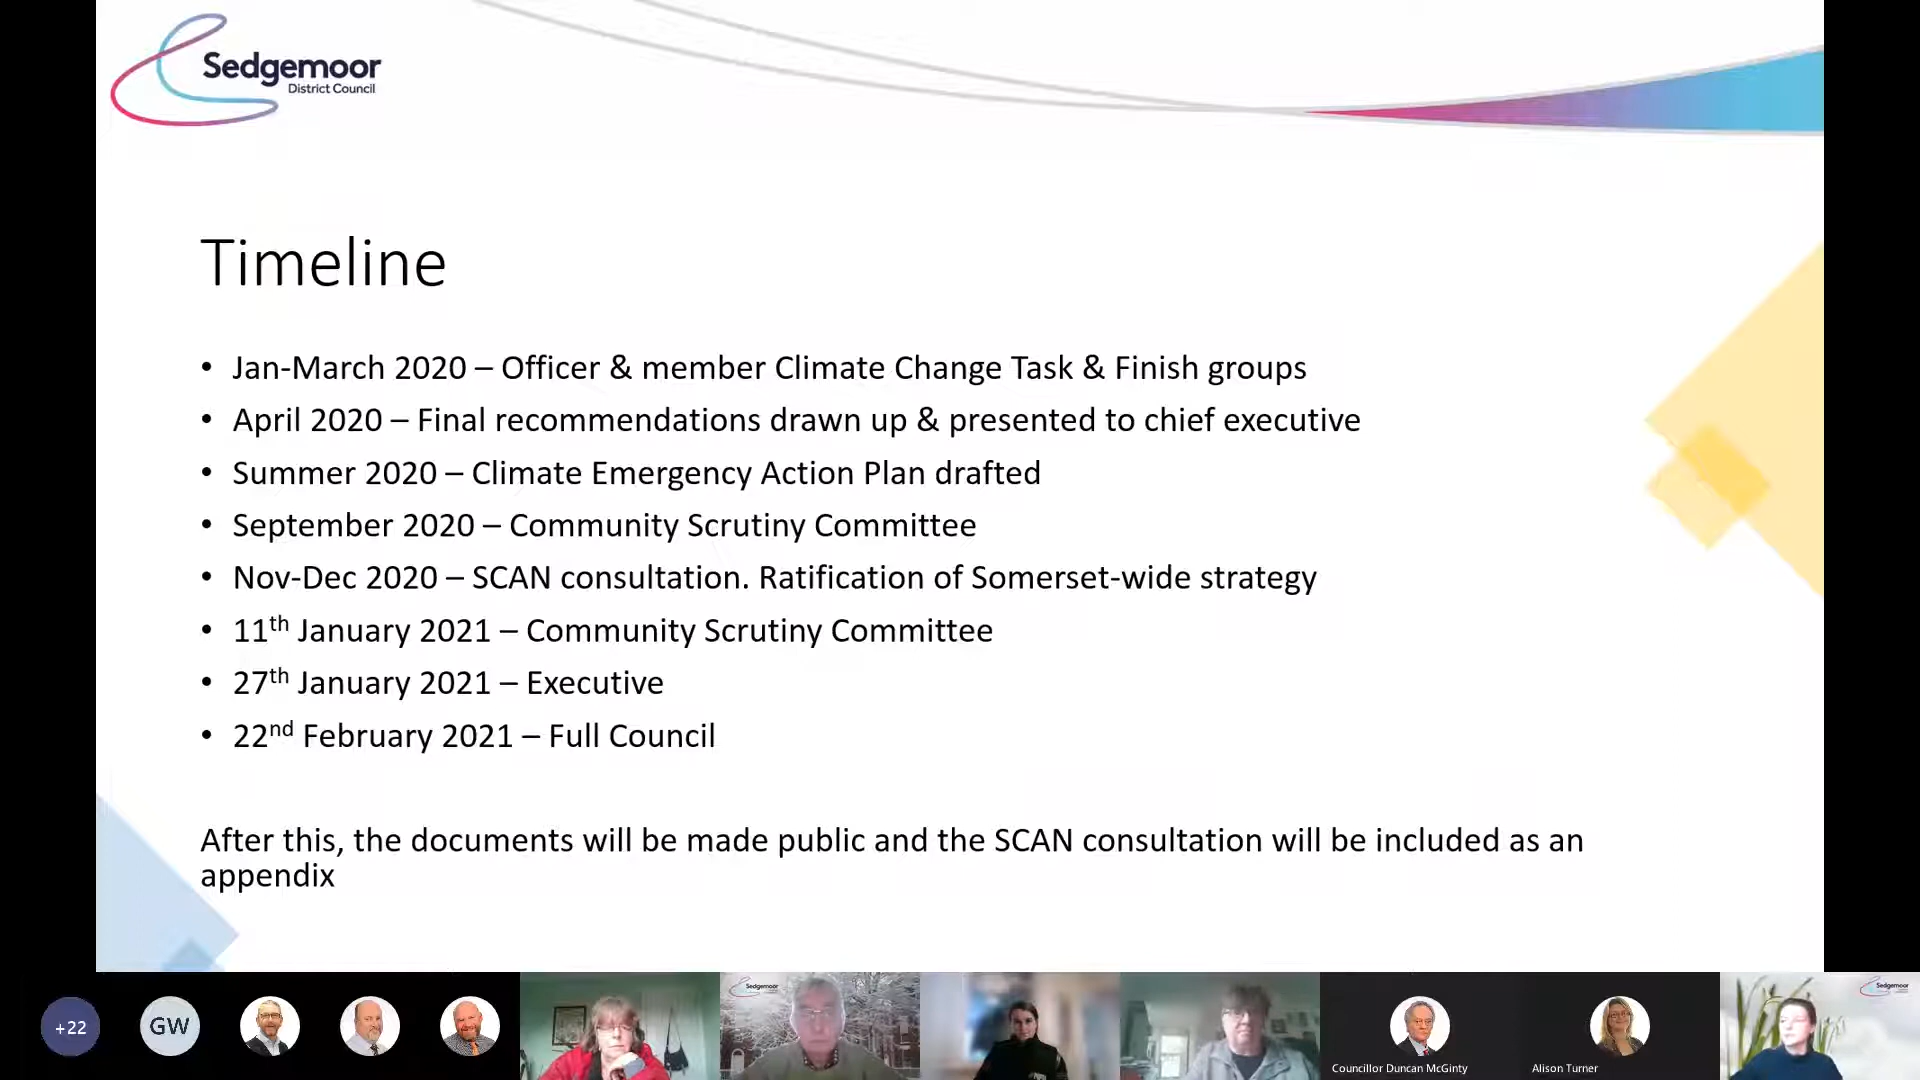 Sedgemoor
District Council
Timeline
• Jan-March 2020 – Officer & member Climate Change Task & Finish groups
• April 2020 – Final recommendations drawn up & presented to chief executive
• Summer 2020 – Climate Emergency Action Plan drafted
• September 2020 – Community Scrutiny Committee
• Nov-Dec 2020 – SCAN consultation. Ratification of Somerset-wide strategy
• 11th January 2021 – Community Scrutiny Committee
• 27th January 2021 – Executive
• 22nd February 2021 – Full Council
After this, the documents will be made public and the SCAN consultation will be included as an
appendix
+22
GW
Sedgemoor
Councillor Duncan McGinty
Alison Turner
Sedgemoor